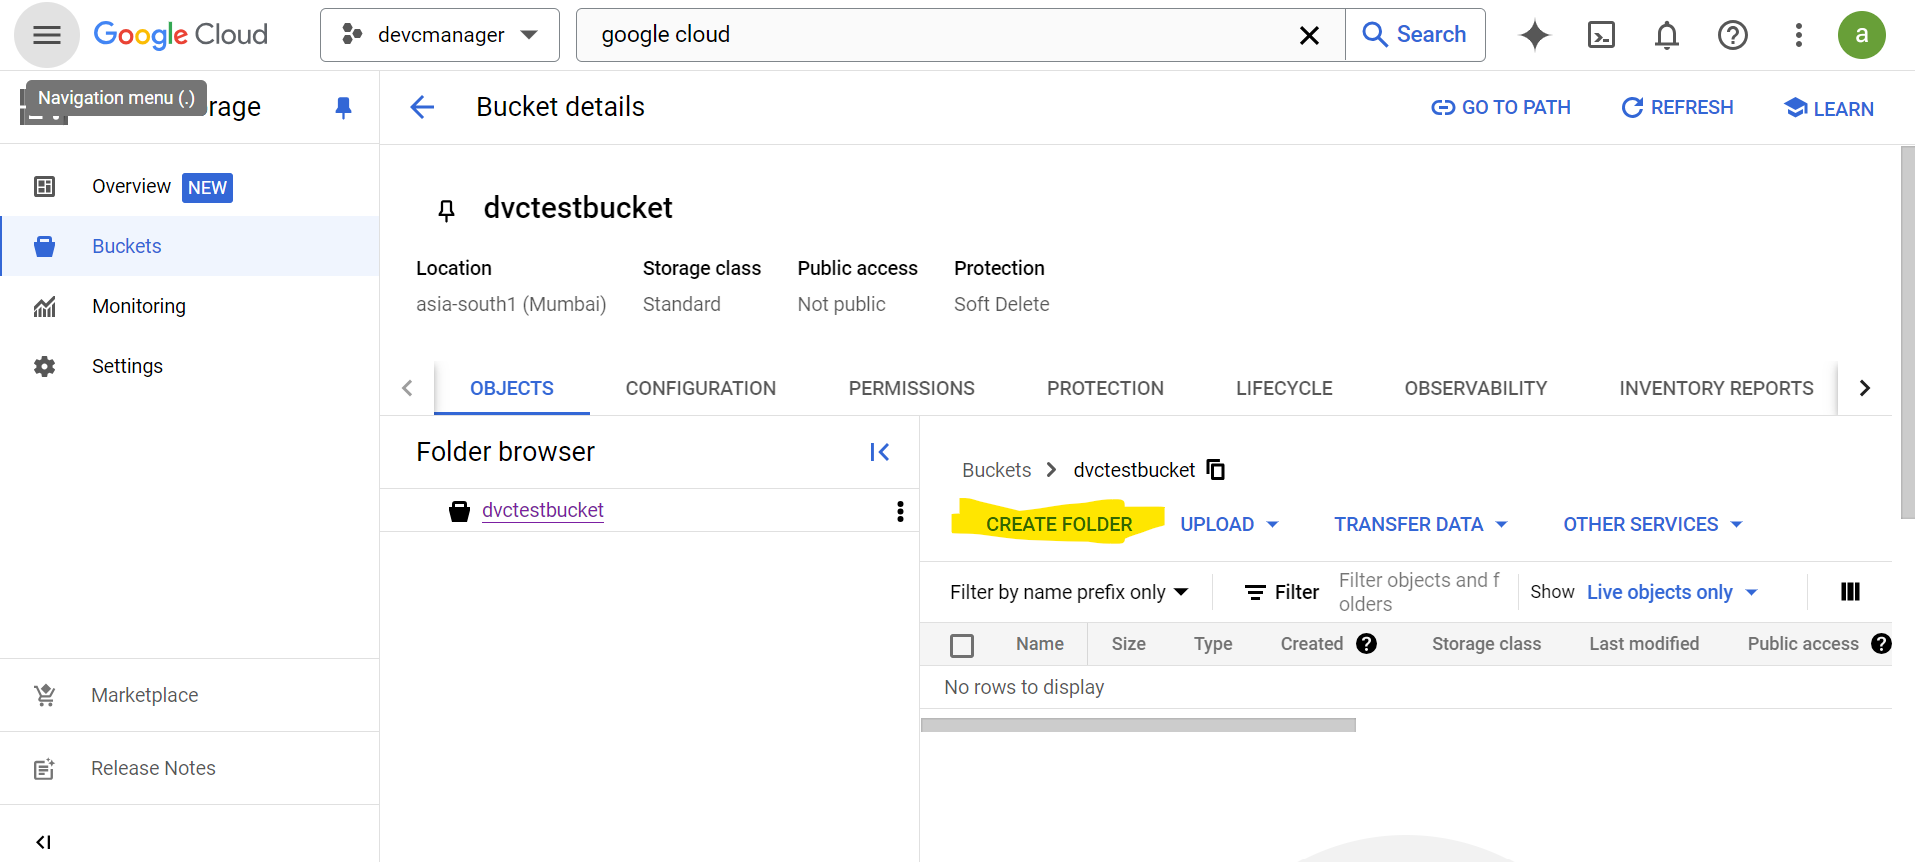 Google Cloud
devcmanager
google cloud
Search
a
Navigation menu (.)
rage
Bucket details
GO TO PATH
REFRESH
LEARN
Overview NEW
Buckets
Monitoring
Settings
Marketplace
Release Notes
dvctestbucket
Location Storage class Public access Protection
asia-south1 (Mumbai) Standard Not public Soft Delete
OBJECTS CONFIGURATION PERMISSIONS PROTECTION LIFECYCLE OBSERVABILITY INVENTORY REPORTS
Folder browser
dvctestbucket
Buckets > dvctestbucket
CREATE FOLDER UPLOAD TRANSFER DATA OTHER SERVICES
Filter by name prefix only Filter Filter objects and f
olders
Show Live objects only
Name Size Type Created ? Storage class Last modified Public access ?
No rows to display